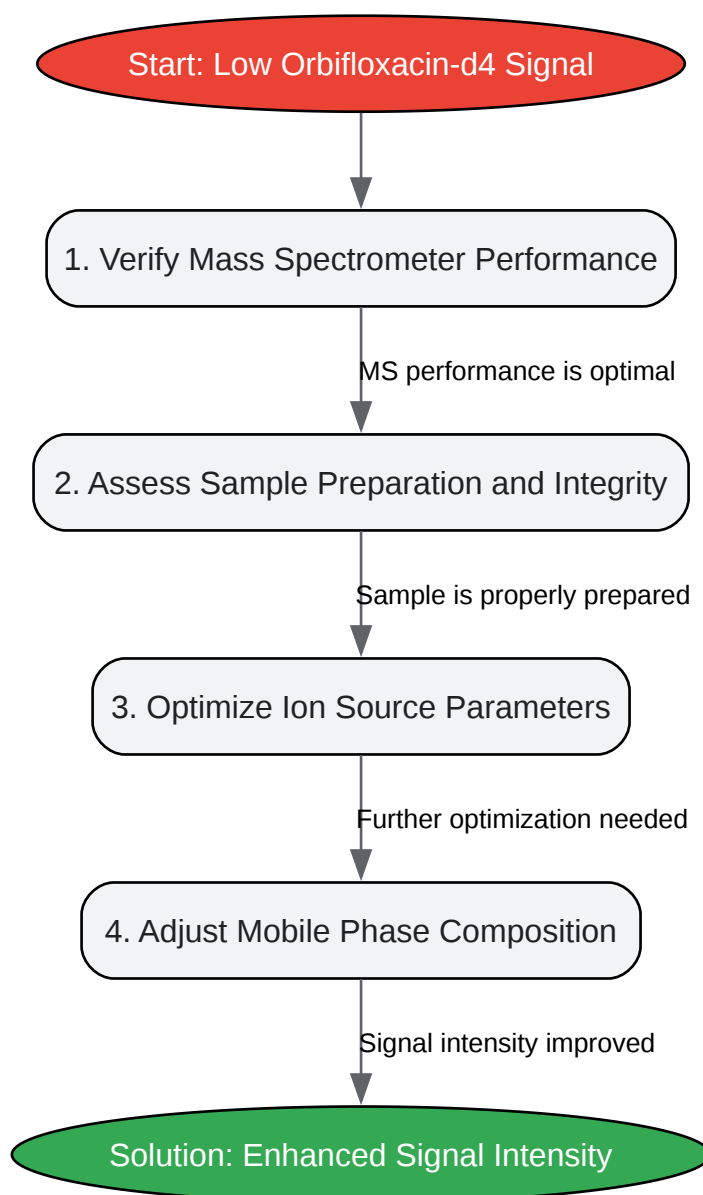 Start: Low Orbifloxacin-d4 Signal
1. Verify Mass Spectrometer Performance
MS performance is optimal
2. Assess Sample Preparation and Integrity
Sample is properly prepared
3. Optimize Ion Source Parameters
Further optimization needed
4. Adjust Mobile Phase Composition
Signal intensity improved
Solution: Enhanced Signal Intensity